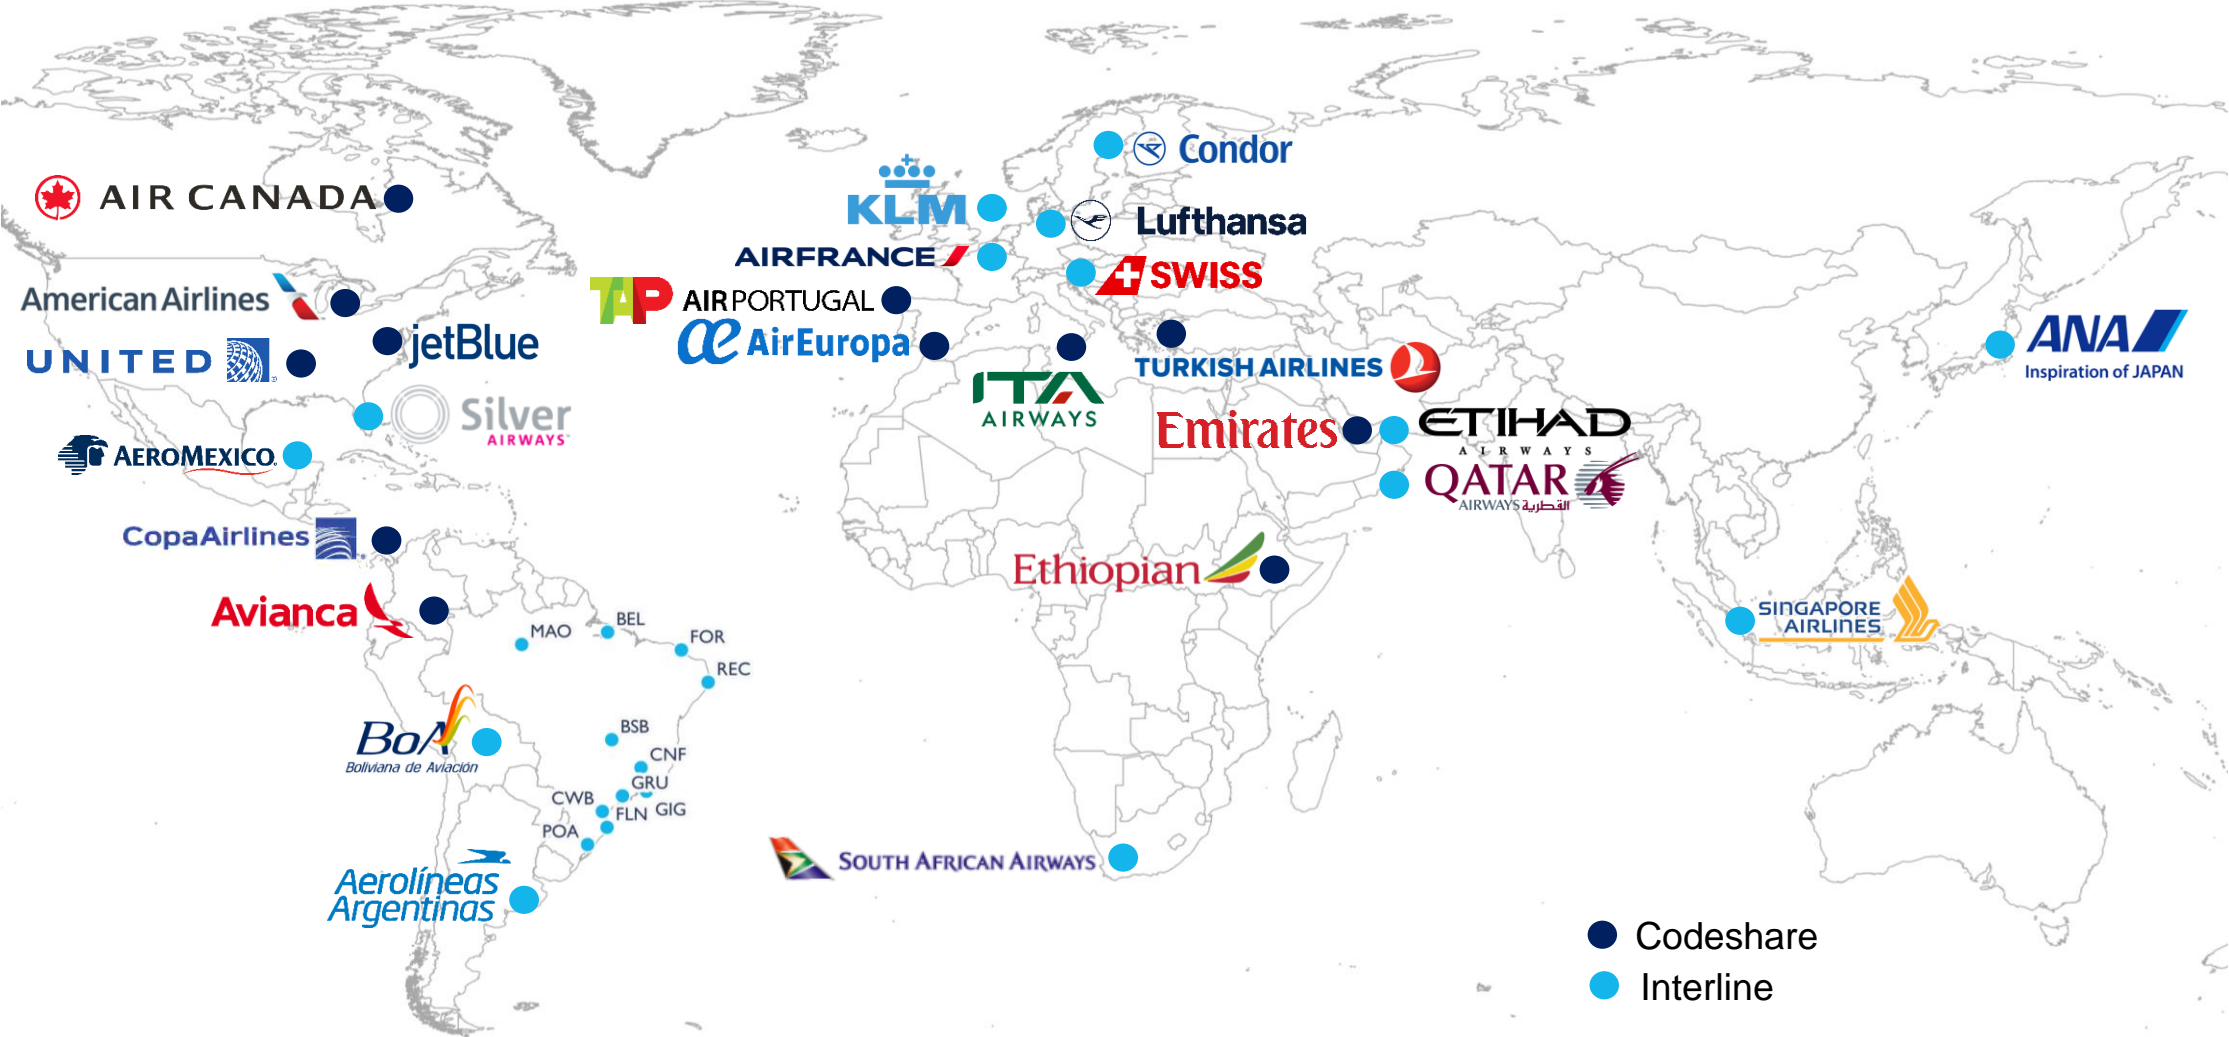 Condor
KLM
AIR CANADA
Lufthansa
AIRFRANCE
SWISS
American Airlines
TAP AIRPORTUGAL
jetBlue
UNITED
æ AirEuropa
ANA
Inspiration of JAPAN
TURKISH AIRLINES
ITA
AIRWAYS
Silver
AIRWAYS
Emirates
ETIHAD
AIRWAYS
AEROMEXICO
QATAR
AIRWAYS القطرية
CopaAirlines
Ethiopian
Avianca
SINGAPORE
AIRLINES
MAO
BEL
FOR
REC
BoA
Boliviana de Aviación
BSB
CNF
GRU
CWB
FLN
GIG
POA
SOUTH AFRICAN AIRWAYS
Aerolíneas
Argentinas
Codeshare
Interline